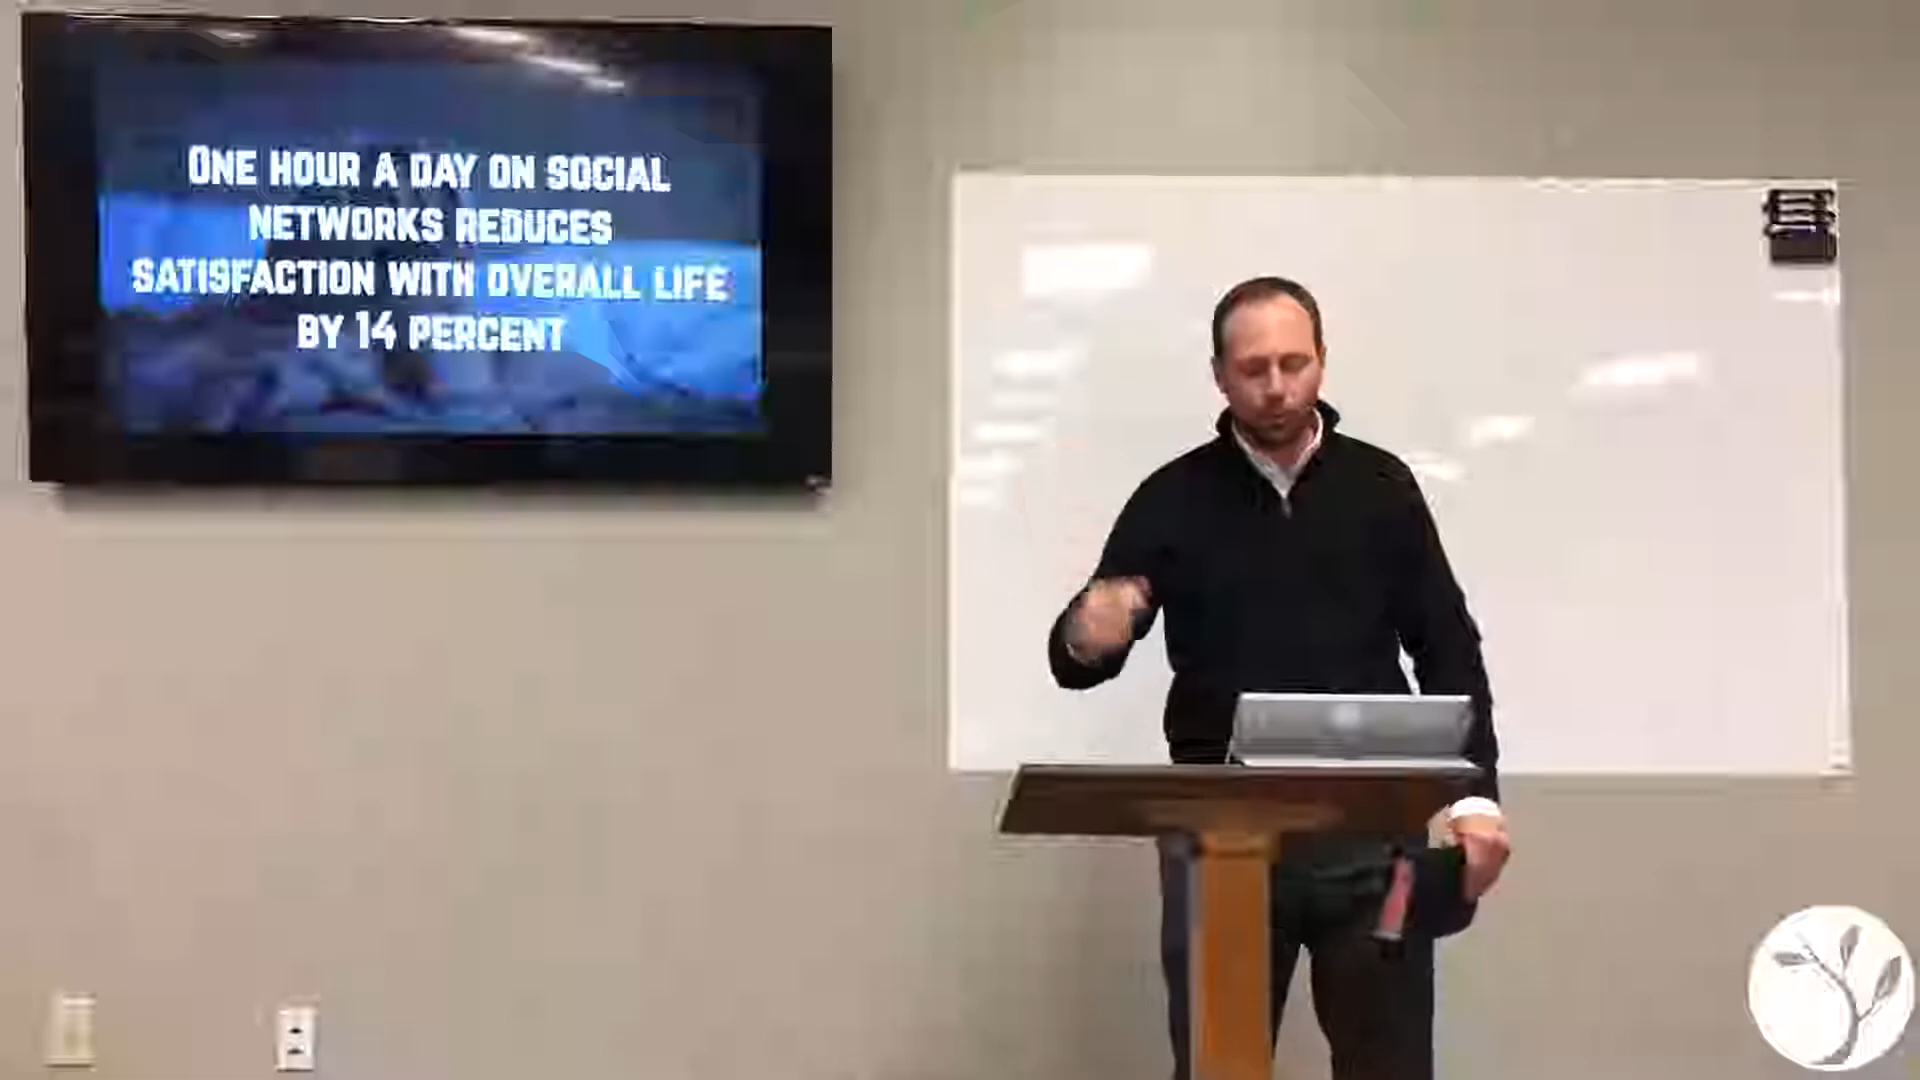 ONE HOUR A DAY ON SOCIAL
NETWORKS REDUCES
SATISFACTION WITH OVERALL LIFE
BY 14 PERCENT